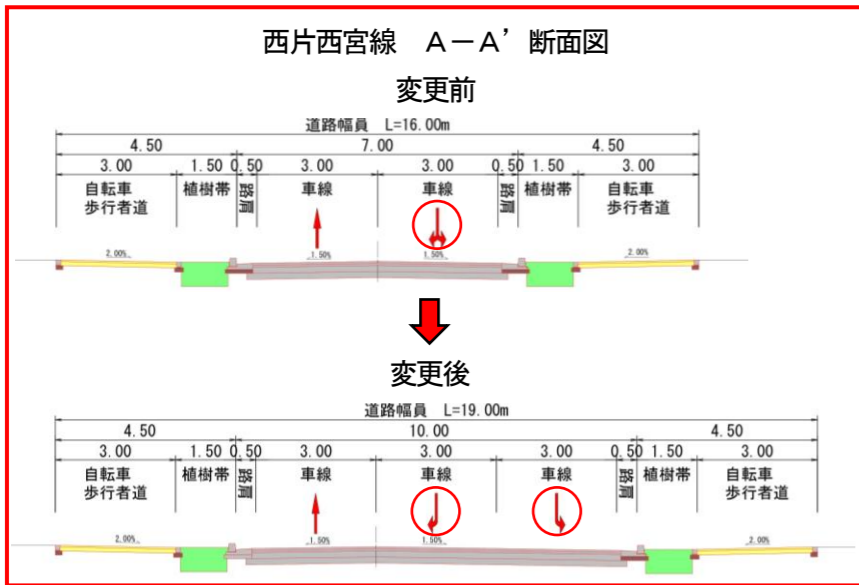 西片西宮線　A－A’断面図
変更前
道路幅員　L=16.00m
4.50 7.00 4.50
3.00 1.50 0.50 3.00 3.00 0.50 1.50 3.00
自転車歩行者道 植樹帯 路肩 車線 車線 路肩 植樹帯 自転車歩行者道
2.00% 1.50% 1.50% 2.00%
変更後
道路幅員　L=19.00m
4.50 10.00 4.50
3.00 1.50 0.50 3.00 3.00 3.00 0.50 1.50 3.00
自転車歩行者道 植樹帯 路肩 車線 車線 車線 路肩 植樹帯 自転車歩行者道
2.00% 1.50% 1.50% 2.00%